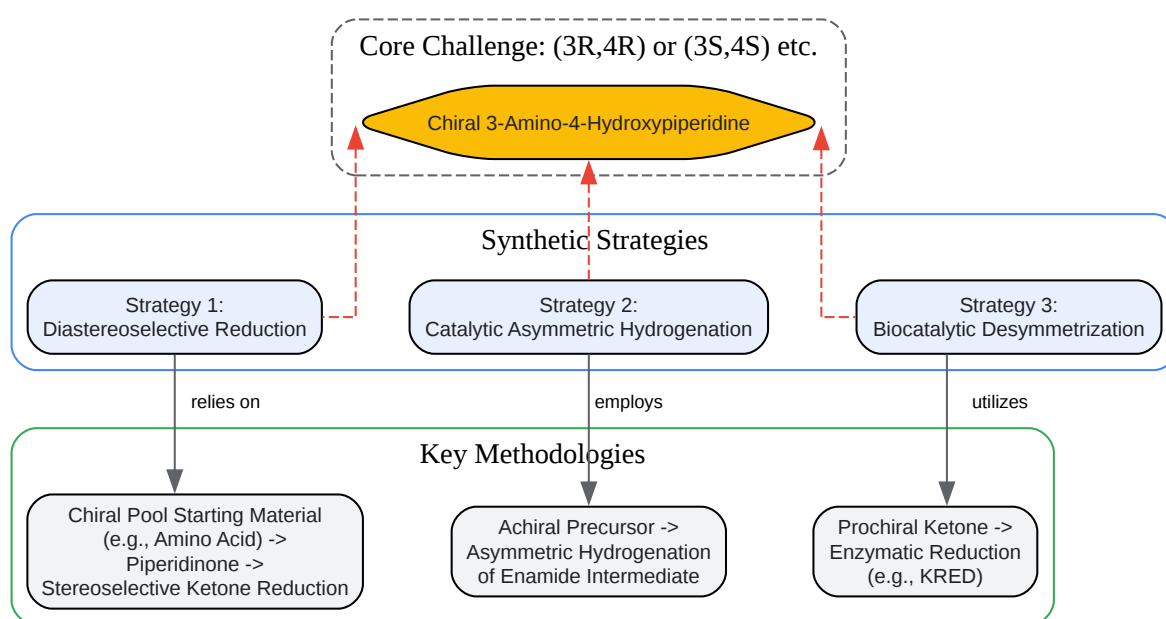 Core Challenge: (3R,4R) or (3S,4S) etc.
Chiral 3-Amino-4-Hydroxypiperidine
Synthetic Strategies
Strategy 1:
Diastereoselective Reduction
Strategy 2:
Catalytic Asymmetric Hydrogenation
Strategy 3:
Biocatalytic Desymmetrization
relies on
employs
utilizes
Key Methodologies
Chiral Pool Starting Material
(e.g., Amino Acid) ->
Piperidinone ->
Stereoselective Ketone Reduction
Achiral Precursor ->
Asymmetric Hydrogenation
of Enamide Intermediate
Prochiral Ketone ->
Enzymatic Reduction
(e.g., KRED)